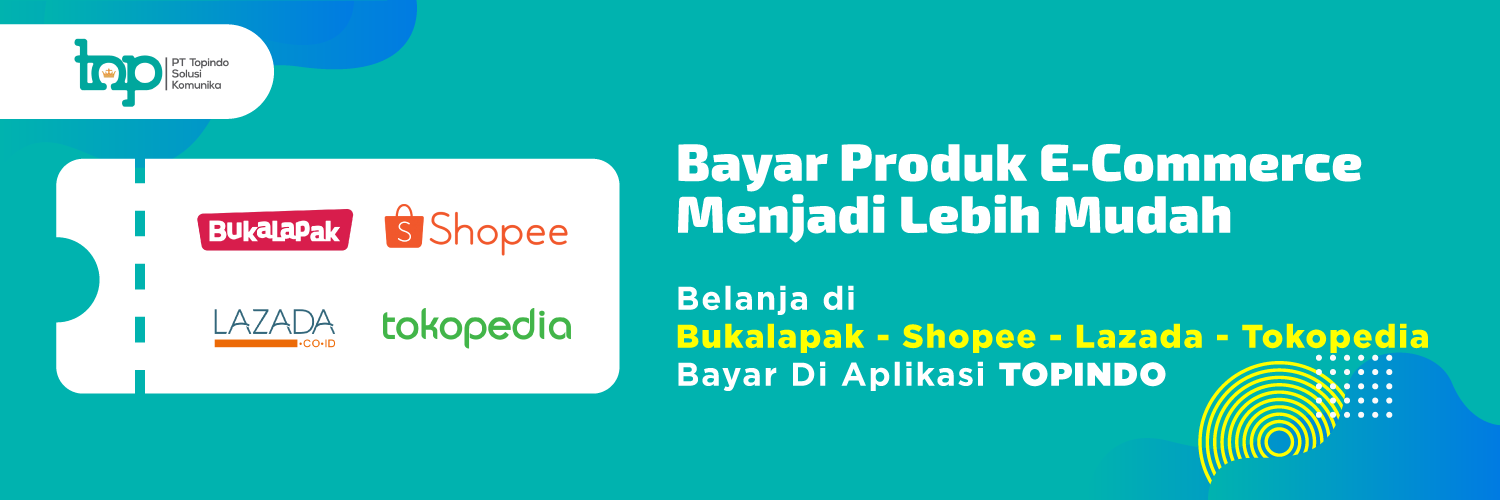 top
PT Topindo
Solusi
Komunika
Bukalapak
S Shopee
LAZADA
.CO.ID
tokopedia
Bayar Produk E-Commerce
Menjadi Lebih Mudah
Belanja di
Bukalapak - Shopee - Lazada - Tokopedia
Bayar Di Aplikasi TOPINDO